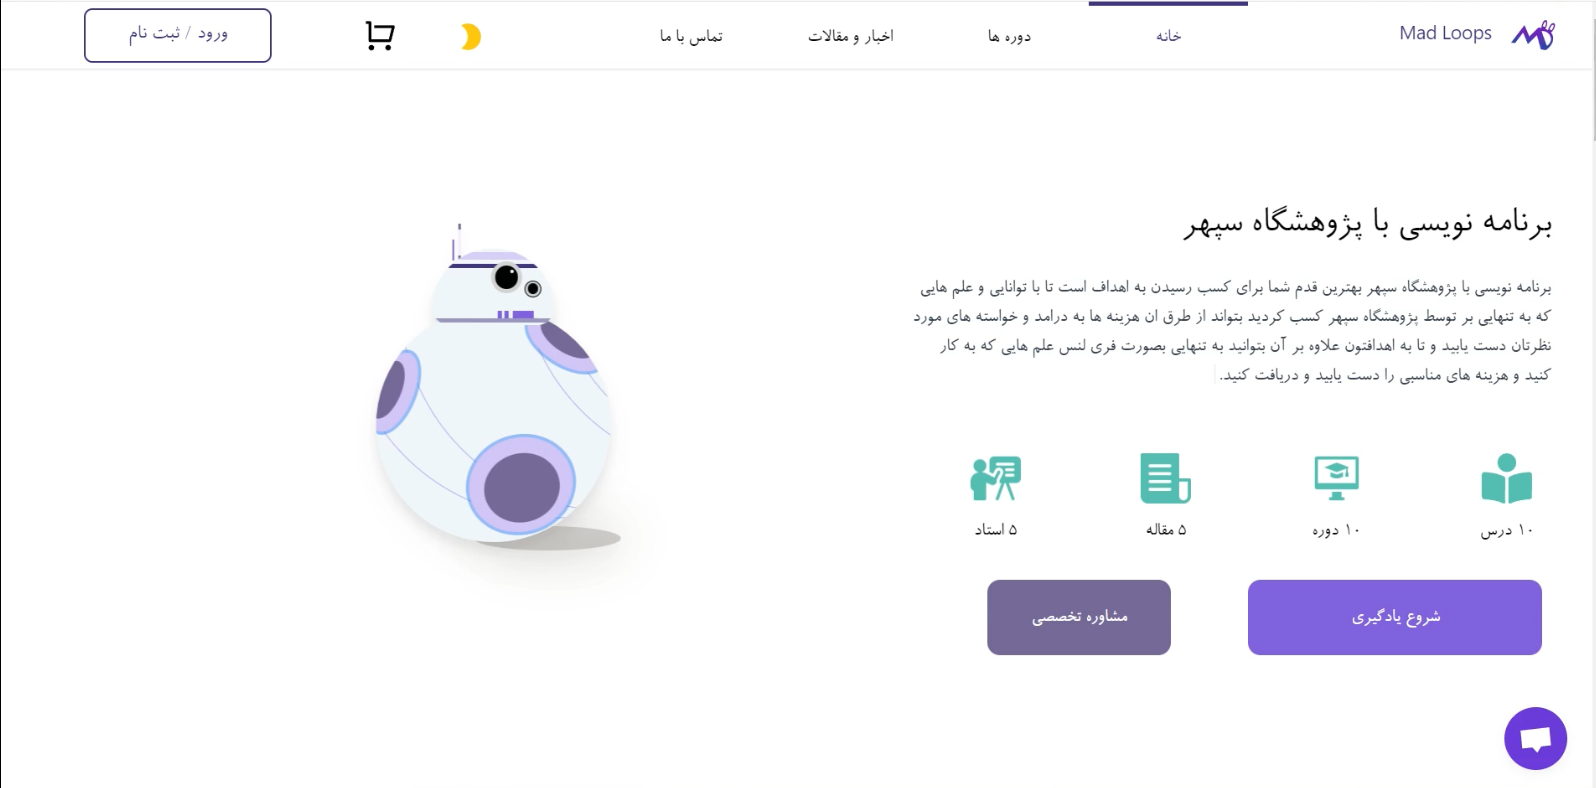 Mad Loops
خانه
دوره ها
اخبار و مقالات
تماس با ما
ورود / ثبت نام
برنامه نویسی با پژوهشگاه سپهر
برنامه نویسی با پژوهشگاه سپهر بهترین قدم شما برای کسب رسیدن به اهداف است تا با توانایی و علم هایی
که به تنهایی بر توسط پژوهشگاه سپهر کسب کردید بتواند از طرق ان هزینه ها به درامد و خواسته های مورد
نظرتان دست یابید و تا به اهدافتون علاوه بر آن بتوانید به تنهایی بصورت فری لنس علم هایی که به کار
کنید و هزینه های مناسبی را دست یابید و دریافت کنید.
۱۰ درس
۱۰ دوره
۵ مقاله
۵ استاد
شروع یادگیری
مشاوره تخصصی